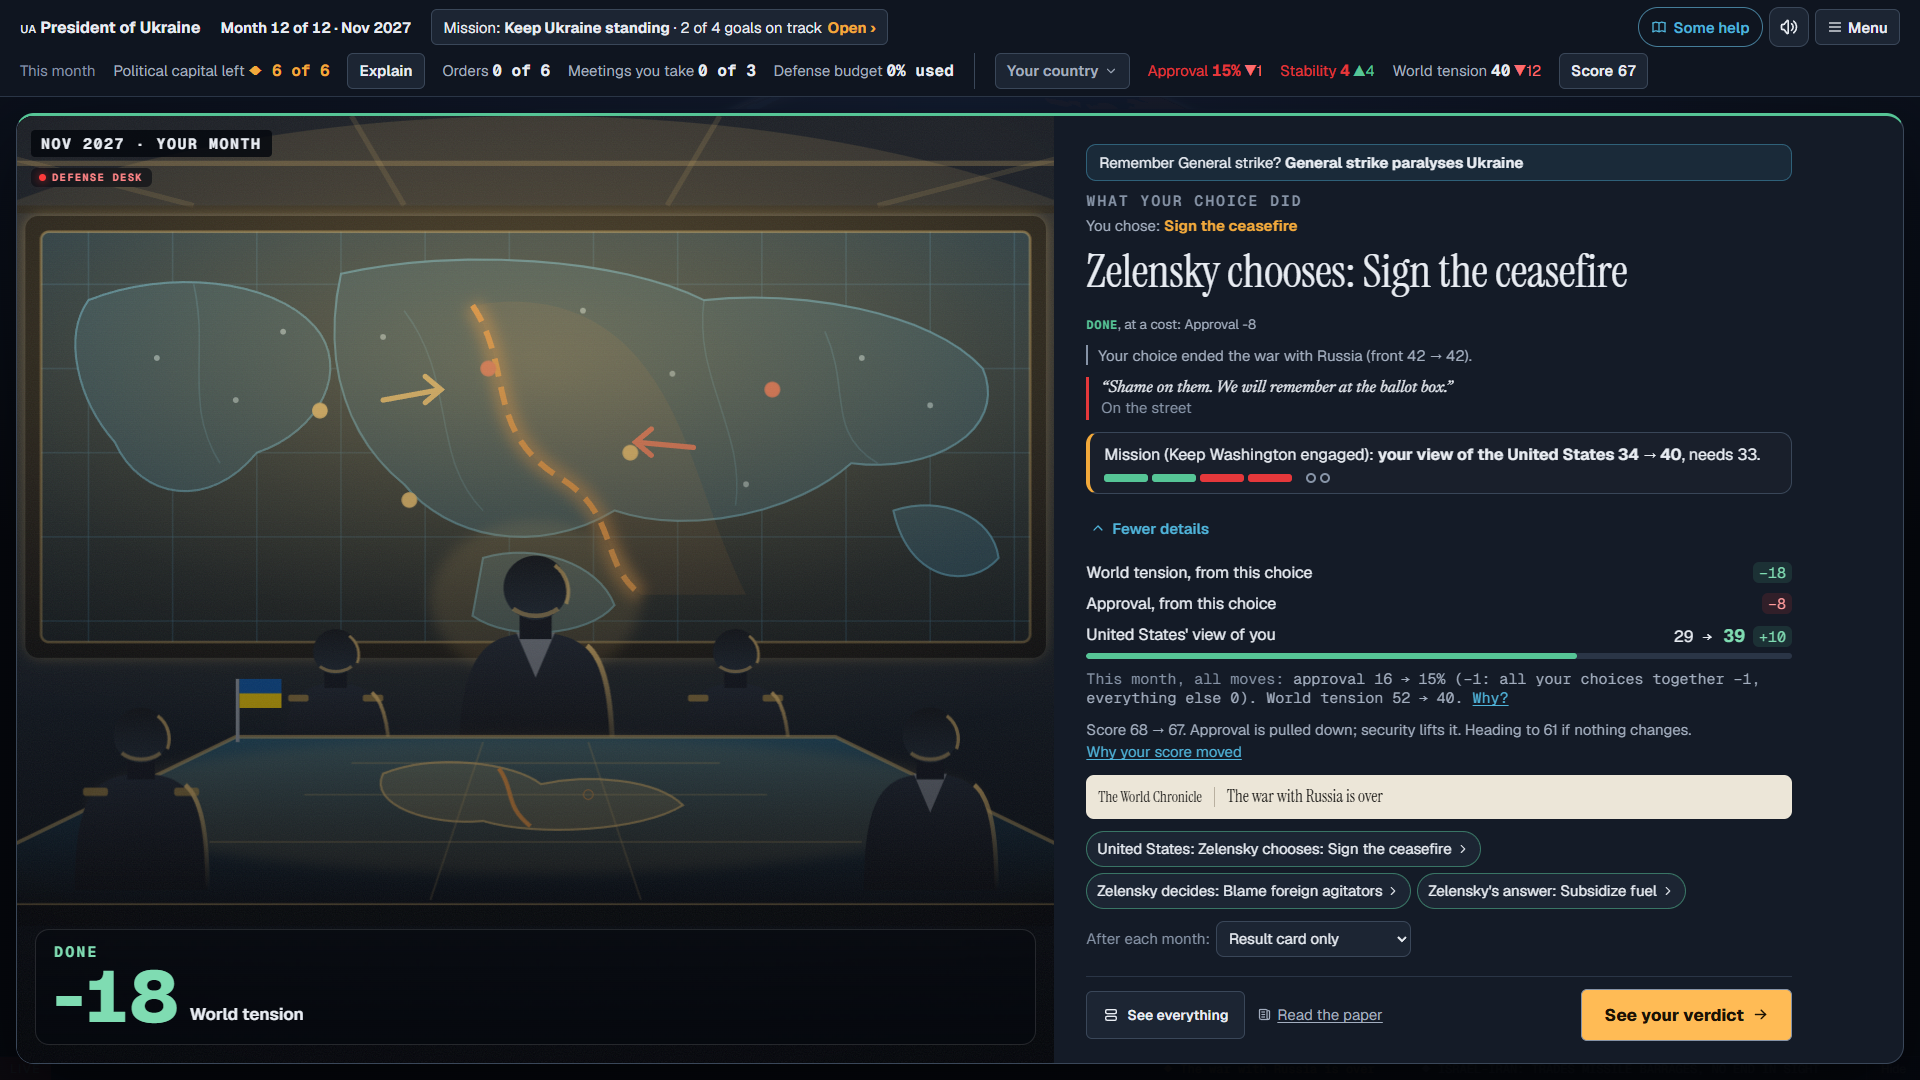 UA President of Ukraine Month 12 of 12 · Nov 2027 Mission: Keep Ukraine standing · 2 of 4 goals on track Open › Some help Menu
This month Political capital left 6 of 6 Explain Orders 0 of 6 Meetings you take 0 of 3 Defense budget 0% used Your country Approval 15% ▼1 Stability 4 ▲4 World tension 40 ▼12 Score 67
NOV 2027 · YOUR MONTH
DEFENSE DESK
DONE
-18 World tension
Remember General strike? General strike paralyses Ukraine
WHAT YOUR CHOICE DID
You chose: Sign the ceasefire
Zelensky chooses: Sign the ceasefire
DONE, at a cost: Approval -8
Your choice ended the war with Russia (front 42 → 42).
“Shame on them. We will remember at the ballot box.”
On the street
Mission (Keep Washington engaged): your view of the United States 34 → 40, needs 33.
Fewer details
World tension, from this choice -18
Approval, from this choice -8
United States' view of you 29 → 39 +10
This month, all moves: approval 16 → 15% (-1: all your choices together -1,
everything else 0). World tension 52 → 40. Why?
Score 68 → 67. Approval is pulled down; security lifts it. Heading to 61 if nothing changes.
Why your score moved
The World Chronicle The war with Russia is over
United States: Zelensky chooses: Sign the ceasefire ›
Zelensky decides: Blame foreign agitators › Zelensky's answer: Subsidize fuel ›
After each month: Result card only
See everything Read the paper See your verdict →